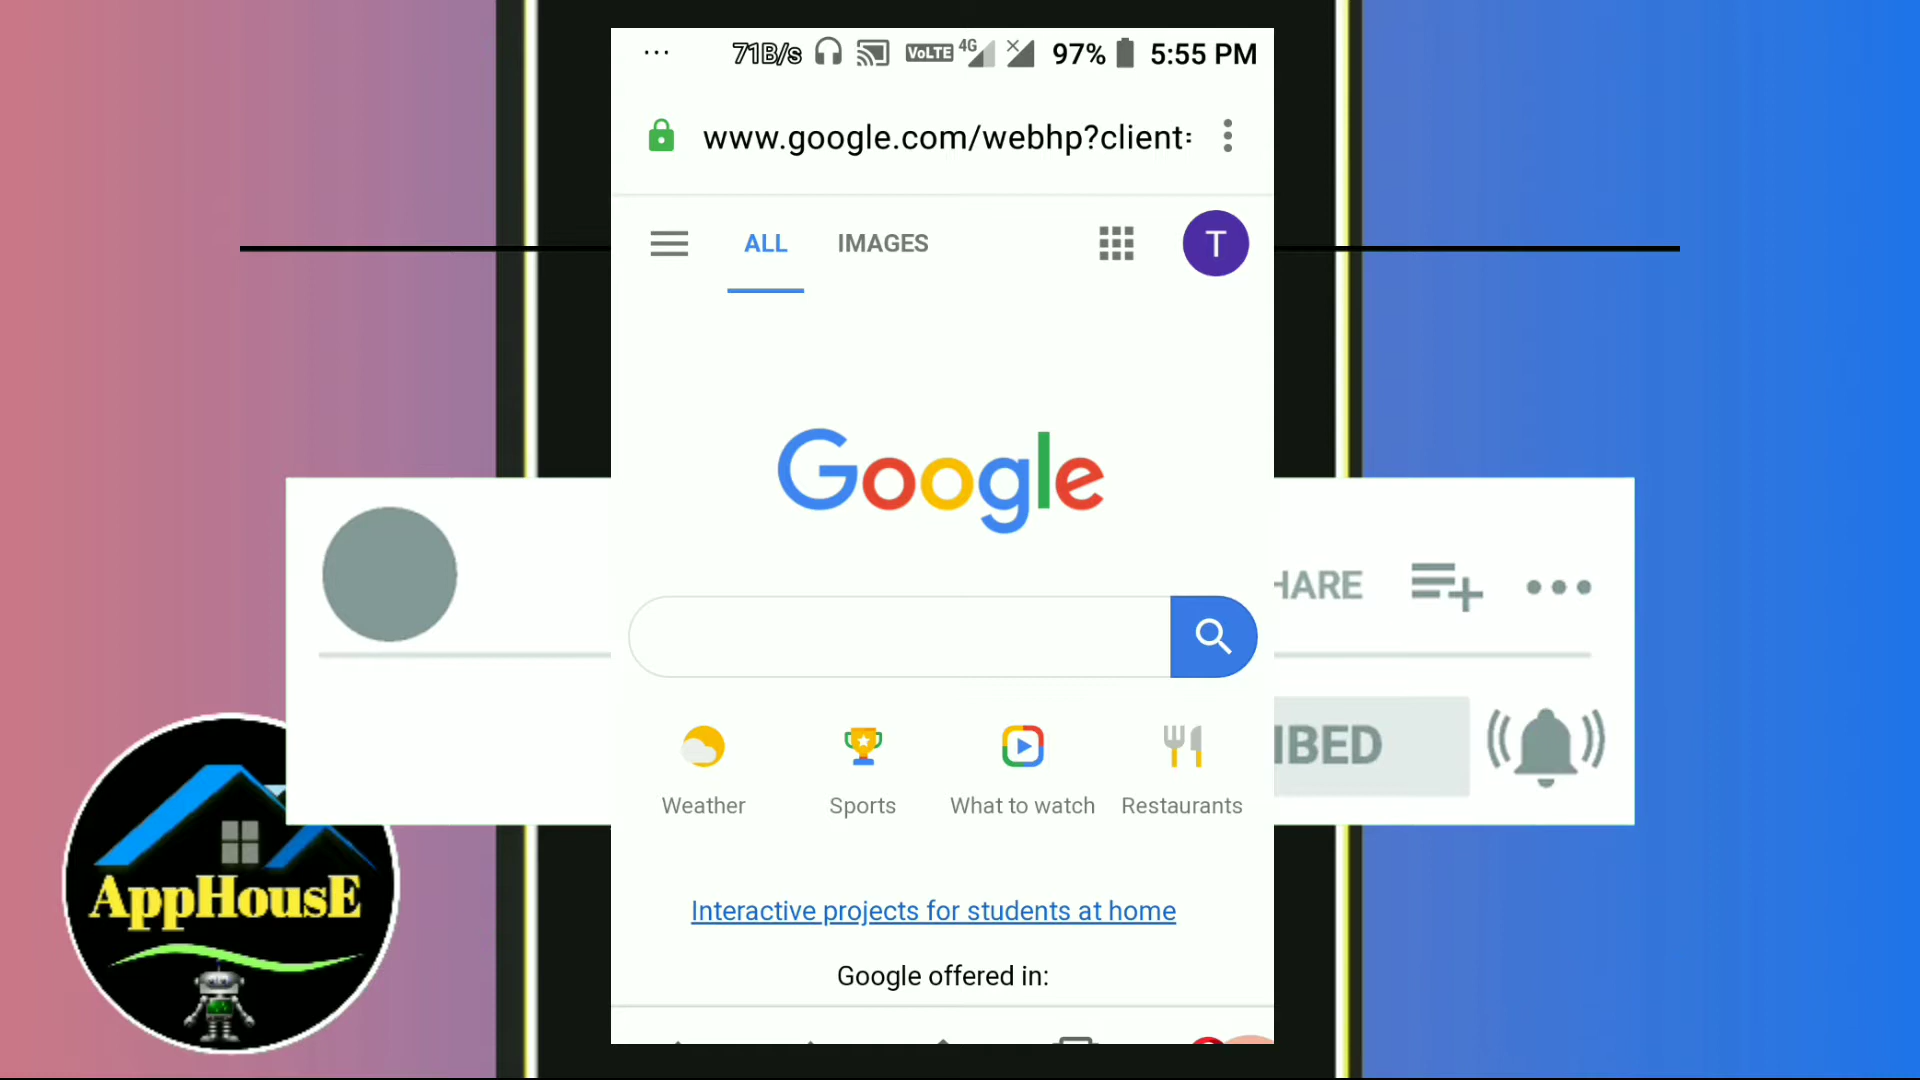 71B/s VoLTE 4G 97% 5:55 PM
www.google.com/webhp?client
ALL IMAGES T
Google
HARE
IBED
Weather Sports What to watch Restaurants
AppHousE
Interactive projects for students at home
Google offered in: